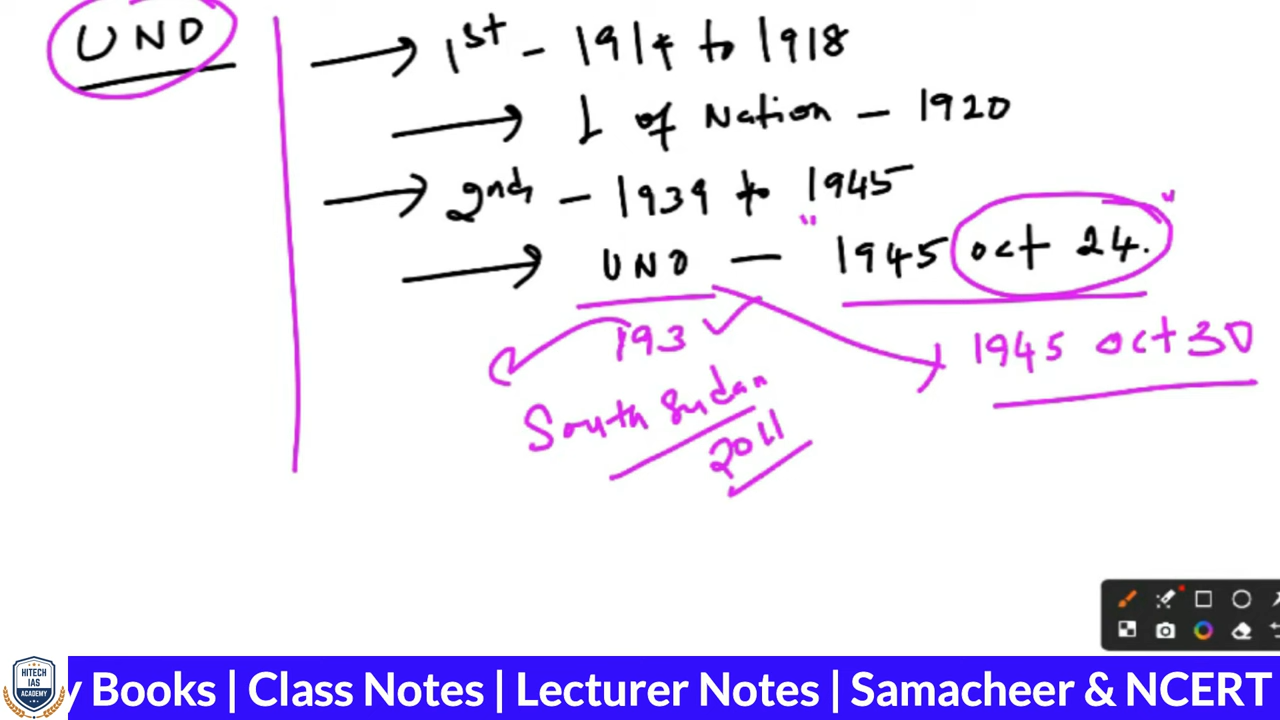 UNO
→ 1st - 1914 to 1918
→ L of Nation - 1920
→ 2nd - 1939 to 1945
→ UNO - "1945 oct 24."
193
1945 oct 30
South Sudan
2011
HITECH
IAS
ACADEMY
y Books | Class Notes | Lecturer Notes | Samacheer & NCERT